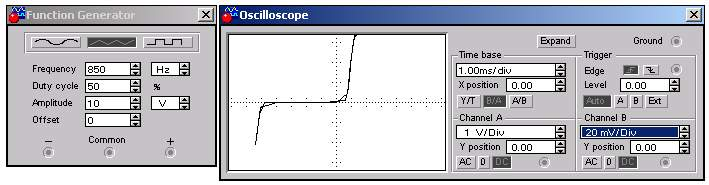 Function Generator
Frequency 850 Hz
Duty cycle 50 %
Amplitude 10 V
Offset 0
− Common +
Oscilloscope
Expand Ground
Time base
1.00ms/div
X position 0.00
Y/T B/A A/B
Trigger
Edge
Level 0.00
Auto A B Ext
Channel A
1 V/Div
Y position 0.00
AC 0 DC
Channel B
20 mV/Div
Y position 0.00
AC 0 DC